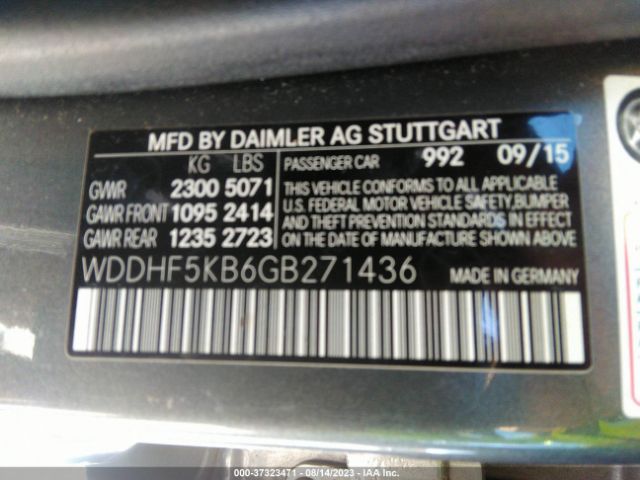 MFD BY DAIMLER AG STUTTGART
KG LBS
GVWR 2300 5071
GAWR FRONT 1095 2414
GAWR REAR 1235 2723
PASSENGER CAR 992 09/15
THIS VEHICLE CONFORMS TO ALL APPLICABLE
U.S. FEDERAL MOTOR VEHICLE SAFETY, BUMPER
AND THEFT PREVENTION STANDARDS IN EFFECT
ON THE DATE OF MANUFACTURE SHOWN ABOVE
WDDHF5KB6GB271436 MADE IN GERMANY
000-37323471 - 08/14/2023 - IAA Inc.